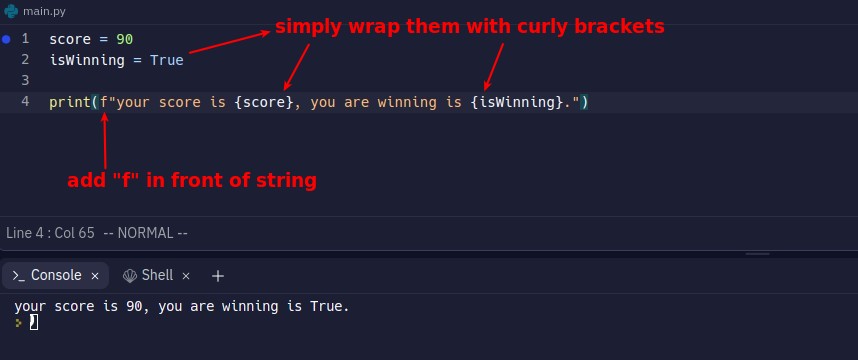 main.py
simply wrap them with curly brackets
1 score = 90
2 isWinning = True
3
4 print(f"your score is {score}, you are winning is {isWinning}.")
add "f" in front of string
Line 4 : Col 65 -- NORMAL --
>_ Console × Shell × +
your score is 90, you are winning is True.